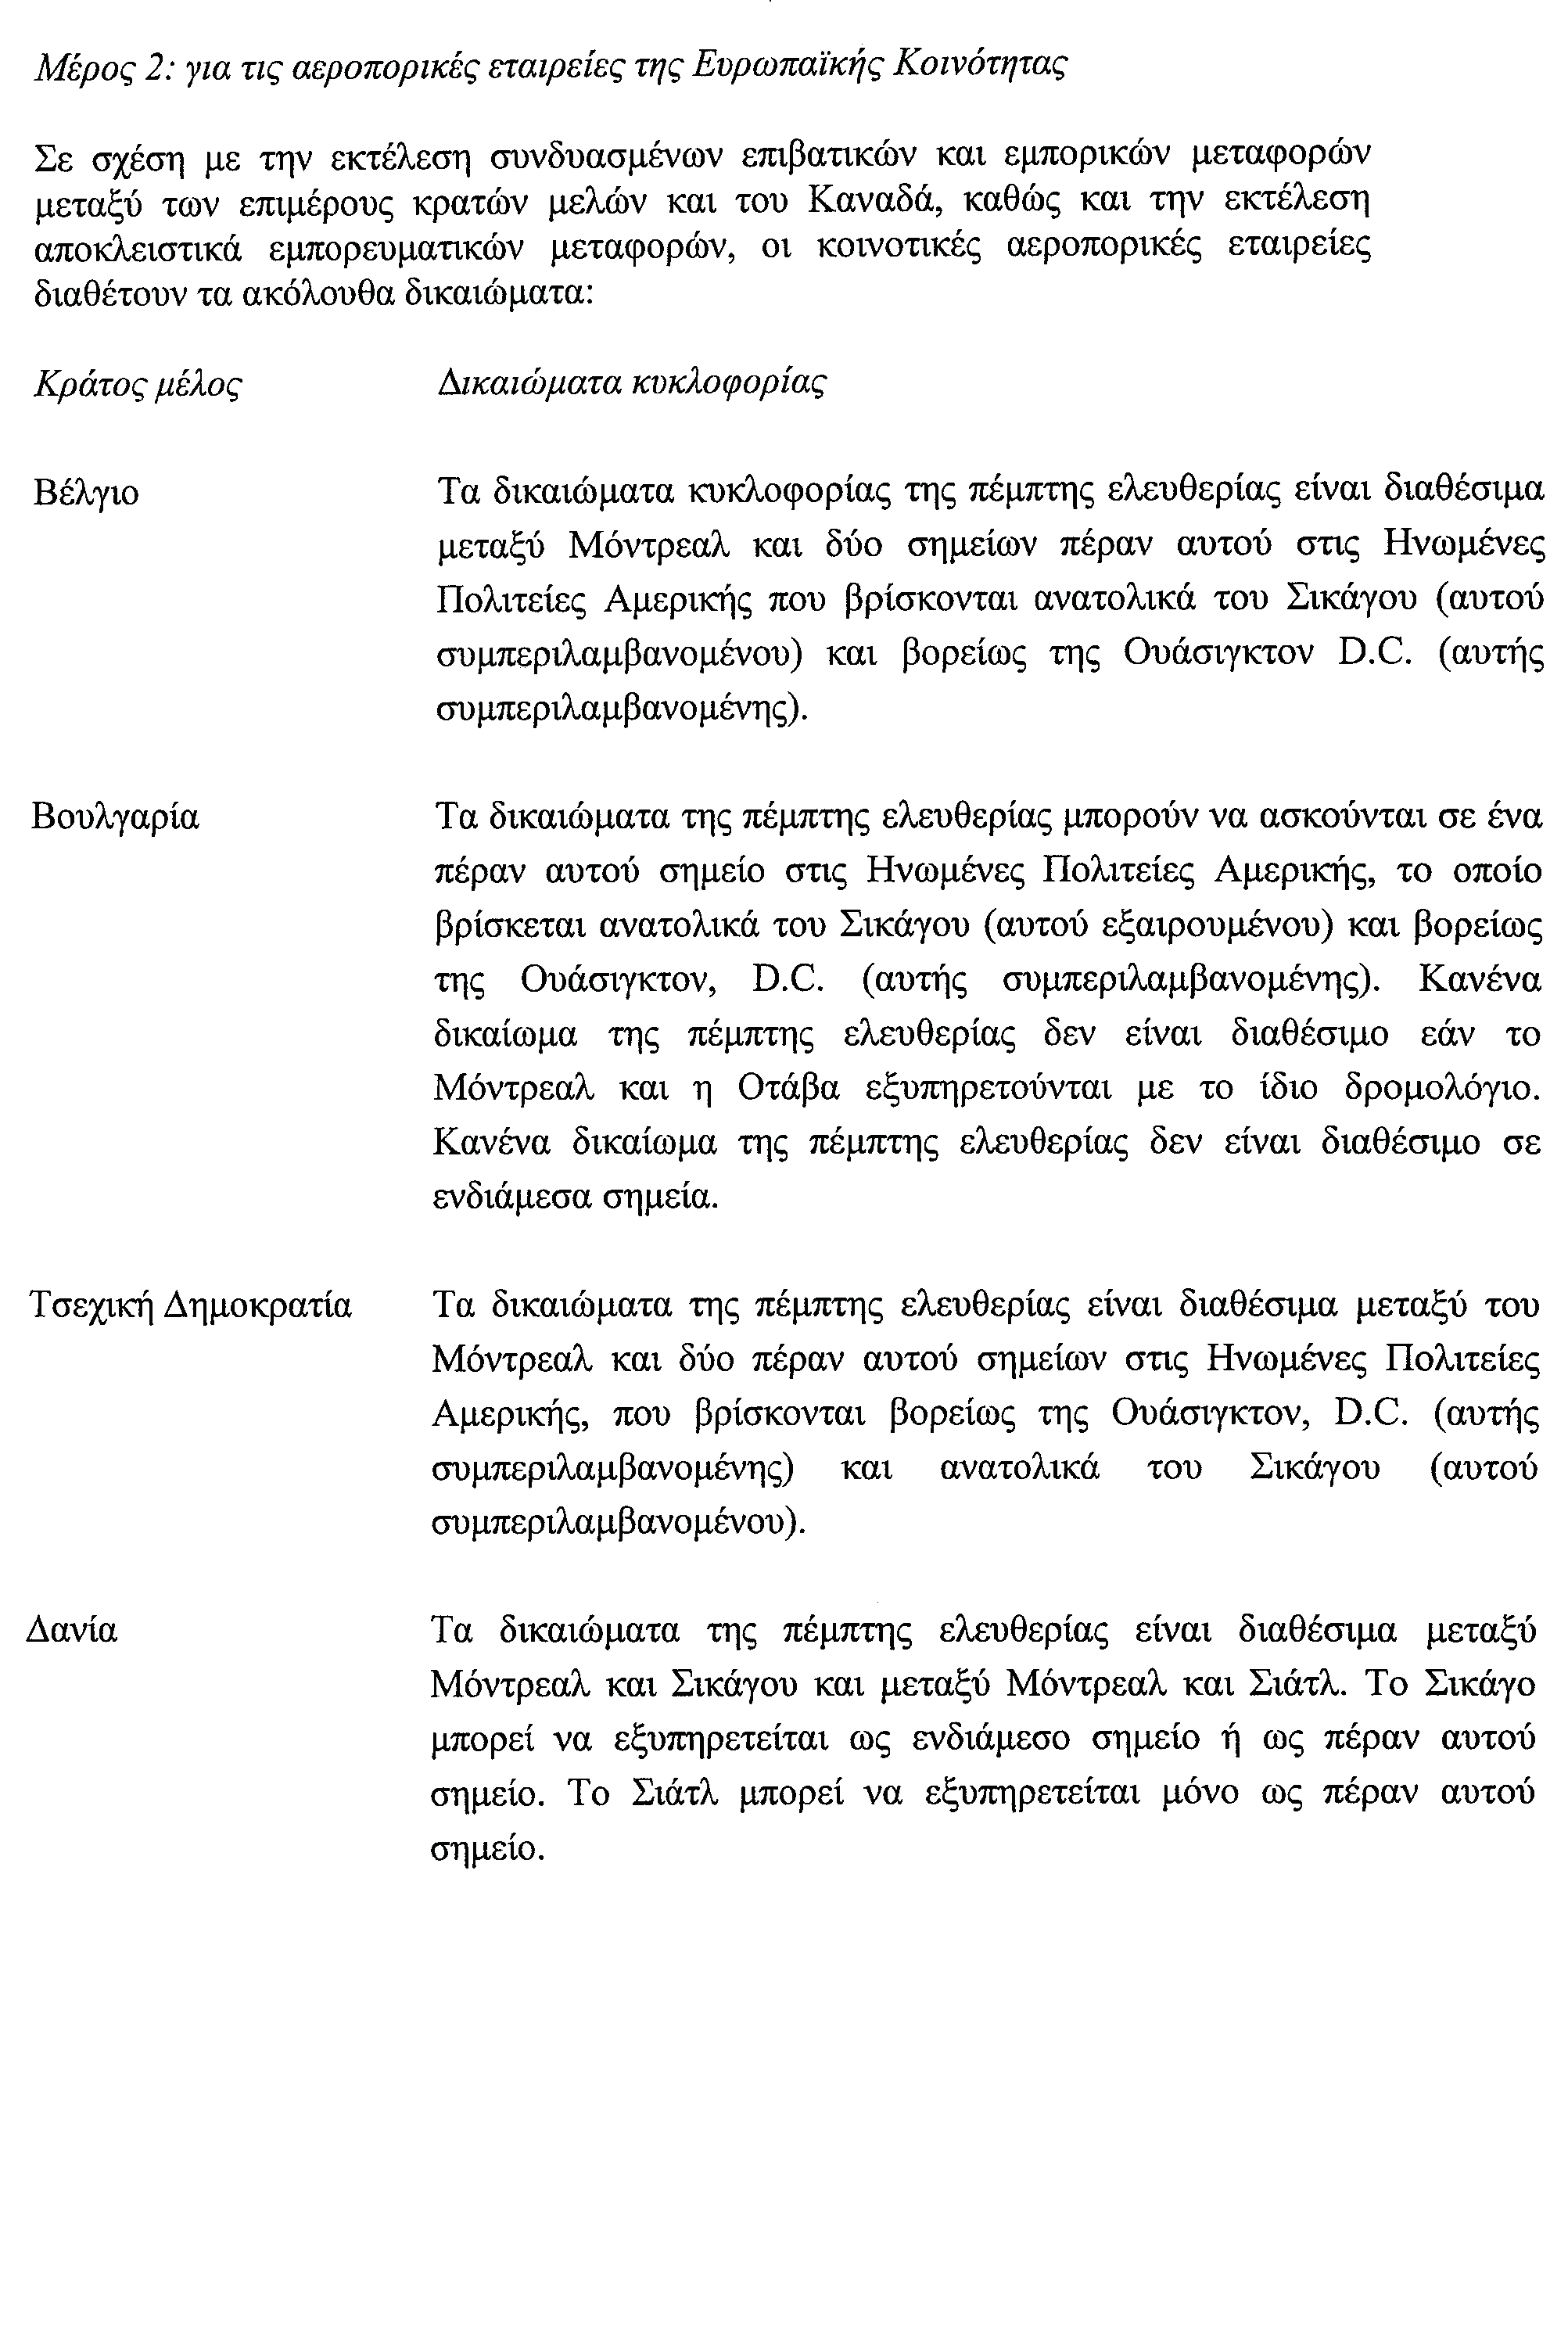 Μέρος 2: για τις αεροπορικές εταιρείες της Ευρωπαϊκής Κοινότητας
Σε σχέση με την εκτέλεση συνδυασμένων επιβατικών και εμπορικών μεταφορών
μεταξύ των επιμέρους κρατών μελών και του Καναδά, καθώς και την εκτέλεση
αποκλειστικά εμπορευματικών μεταφορών, οι κοινοτικές αεροπορικές εταιρείες
διαθέτουν τα ακόλουθα δικαιώματα:
Κράτος μέλος Δικαιώματα κυκλοφορίας
Βέλγιο Τα δικαιώματα κυκλοφορίας της πέμπτης ελευθερίας είναι διαθέσιμα
μεταξύ Μόντρεαλ και δύο σημείων πέραν αυτού στις Ηνωμένες
Πολιτείες Αμερικής που βρίσκονται ανατολικά του Σικάγου (αυτού
συμπεριλαμβανομένου) και βορείως της Ουάσιγκτον D.C. (αυτής
συμπεριλαμβανομένης).
Βουλγαρία Τα δικαιώματα της πέμπτης ελευθερίας μπορούν να ασκούνται σε ένα
πέραν αυτού σημείο στις Ηνωμένες Πολιτείες Αμερικής, το οποίο
βρίσκεται ανατολικά του Σικάγου (αυτού εξαιρουμένου) και βορείως
της Ουάσιγκτον, D.C. (αυτής συμπεριλαμβανομένης). Κανένα
δικαίωμα της πέμπτης ελευθερίας δεν είναι διαθέσιμο εάν το
Μόντρεαλ και η Οτάβα εξυπηρετούνται με το ίδιο δρομολόγιο.
Κανένα δικαίωμα της πέμπτης ελευθερίας δεν είναι διαθέσιμο σε
ενδιάμεσα σημεία.
Τσεχική Δημοκρατία Τα δικαιώματα της πέμπτης ελευθερίας είναι διαθέσιμα μεταξύ του
Μόντρεαλ και δύο πέραν αυτού σημείων στις Ηνωμένες Πολιτείες
Αμερικής, που βρίσκονται βορείως της Ουάσιγκτον, D.C. (αυτής
συμπεριλαμβανομένης) και ανατολικά του Σικάγου (αυτού
συμπεριλαμβανομένου).
Δανία Τα δικαιώματα της πέμπτης ελευθερίας είναι διαθέσιμα μεταξύ
Μόντρεαλ και Σικάγου και μεταξύ Μόντρεαλ και Σιάτλ. Το Σικάγο
μπορεί να εξυπηρετείται ως ενδιάμεσο σημείο ή ως πέραν αυτού
σημείο. Το Σιάτλ μπορεί να εξυπηρετείται μόνο ως πέραν αυτού
σημείο.